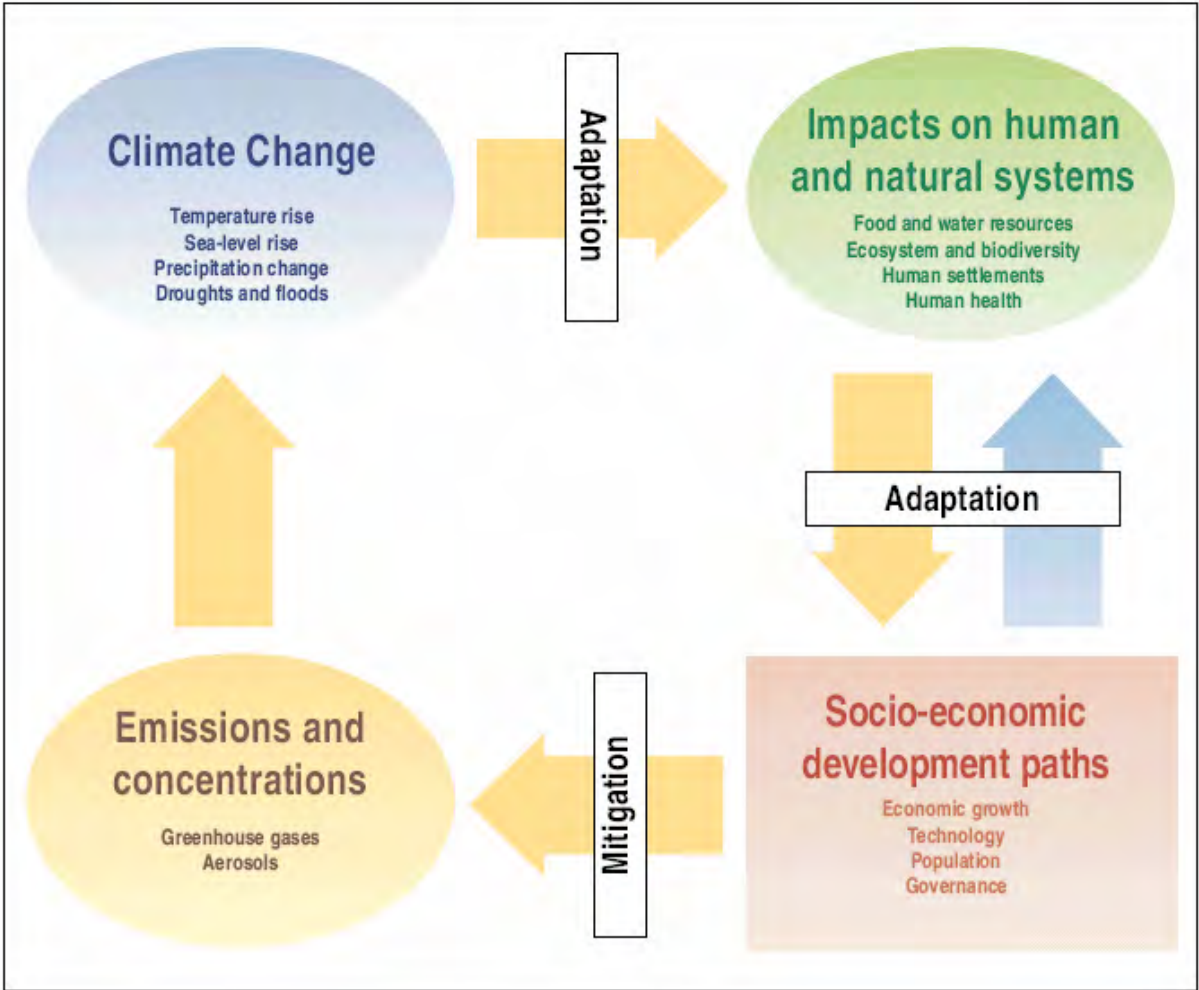 Climate Change
Temperature rise
Sea-level rise
Precipitation change
Droughts and floods
Adaptation
Impacts on human
and natural systems
Food and water resources
Ecosystem and biodiversity
Human settlements
Human health
Adaptation
Emissions and
concentrations
Greenhouse gases
Aerosols
Mitigation
Socio-economic
development paths
Economic growth
Technology
Population
Governance